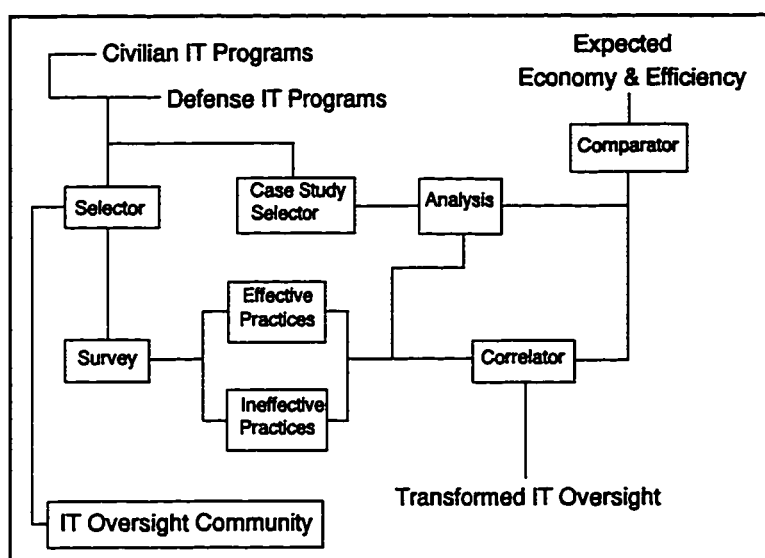 Civilian IT Programs
Expected
Economy & Efficiency
Defense IT Programs
Comparator
Selector
Case Study
Selector
Analysis
Effective
Practices
Survey
Correlator
Ineffective
Practices
Transformed IT Oversight
IT Oversight Community